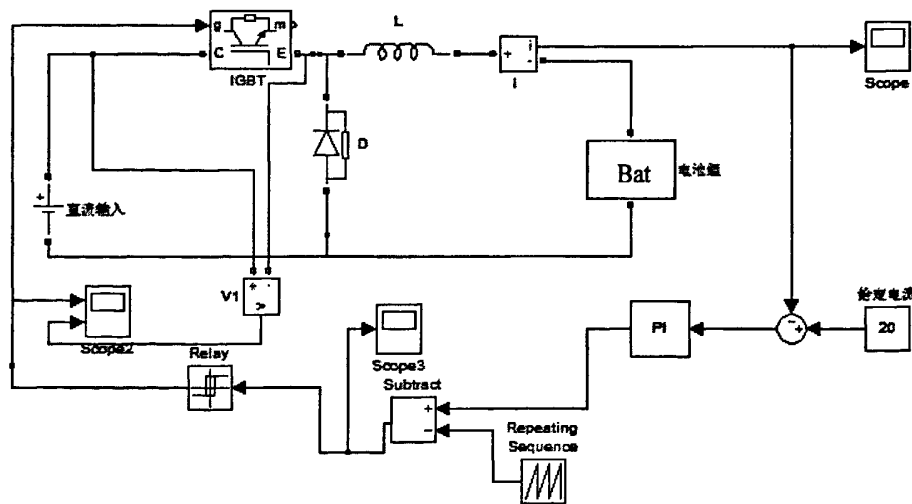 g m
C E
IGBT
L
+ i
-
i
Scope
D
Bat
电池组
+
直流输入
V1
+ -
v
Scope2
Relay
Scope3
Subtract
+
−
PI
- +
给定电流
20
Repeating
Sequence